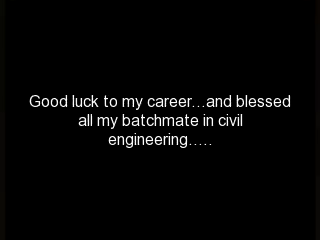 Good luck to my career…and blessed
all my batchmate in civil
engineering…..